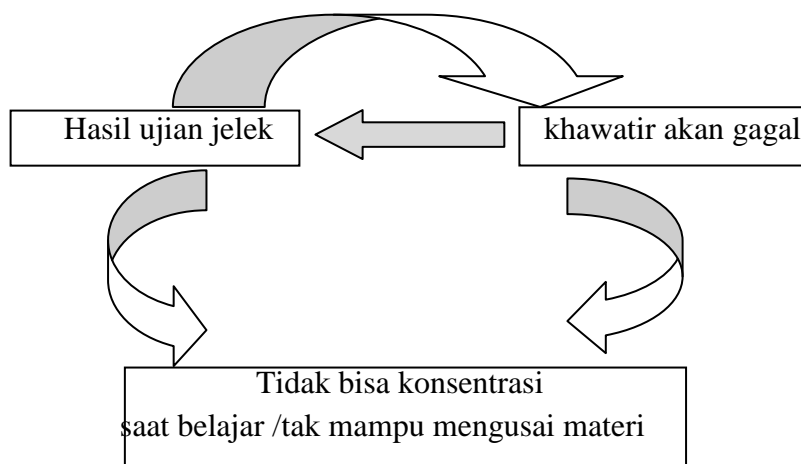 Hasil ujian jelek
khawatir akan gagal
Tidak bisa konsentrasi
saat belajar /tak mampu mengusai materi